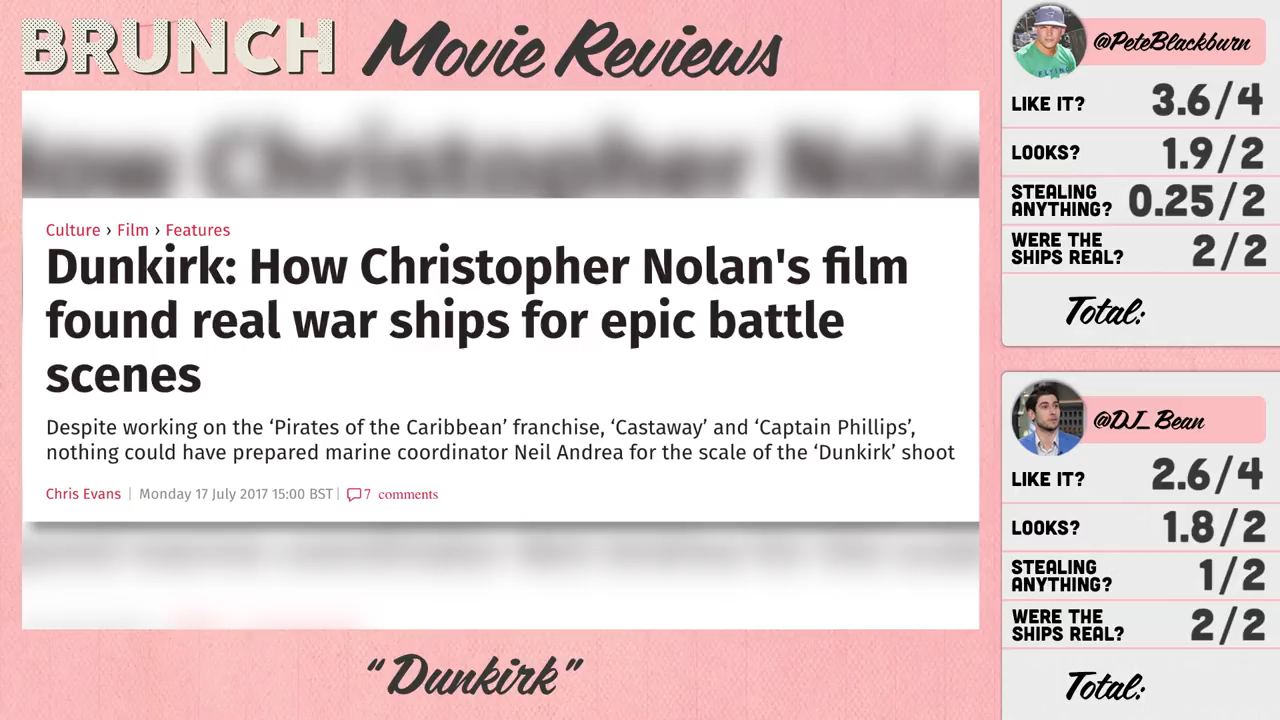 BRUNCH Movie Reviews
Culture › Film › Features
Dunkirk: How Christopher Nolan's film
found real war ships for epic battle
scenes
Despite working on the ‘Pirates of the Caribbean’ franchise, ‘Castaway’ and ‘Captain Phillips’,
nothing could have prepared marine coordinator Neil Andrea for the scale of the ‘Dunkirk’ shoot
Chris Evans | Monday 17 July 2017 15:00 BST | 7 comments
“Dunkirk”
@PeteBlackburn
LIKE IT? 3.6/4
LOOKS? 1.9/2
STEALING
ANYTHING? 0.25/2
WERE THE
SHIPS REAL? 2/2
Total:
@DJ_Bean
LIKE IT? 2.6/4
LOOKS? 1.8/2
STEALING
ANYTHING? 1/2
WERE THE
SHIPS REAL? 2/2
Total: